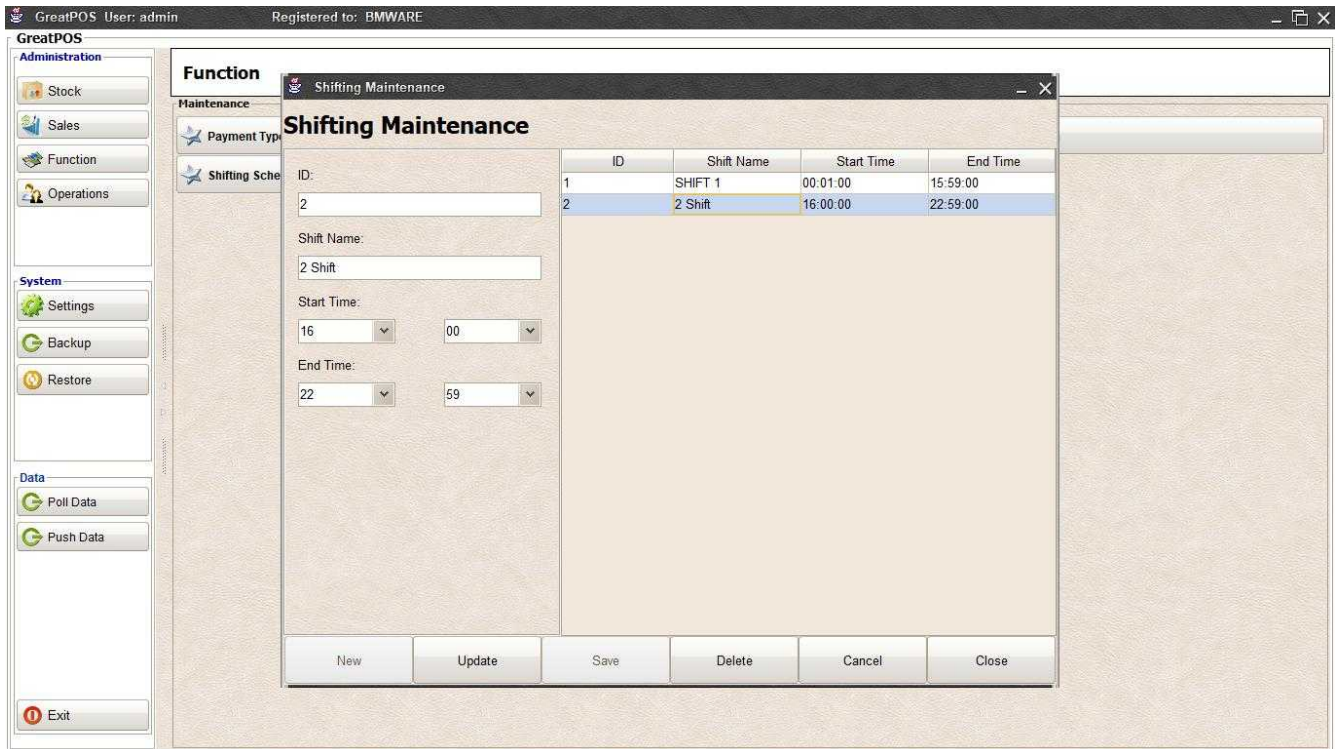 GreatPOS User: admin Registered to: BMWARE
GreatPOS
Administration
Stock
Sales
Function
Operations
System
Settings
Backup
Restore
Data
Poll Data
Push Data
Exit
Function
Maintenance
Payment Typ
Shifting Sche
Shifting Maintenance
Shifting Maintenance
ID:
2
Shift Name:
2 Shift
Start Time:
16 00
End Time:
22 59
ID Shift Name Start Time End Time
1 SHIFT 1 00:01:00 15:59:00
2 2 Shift 16:00:00 22:59:00
New Update Save Delete Cancel Close